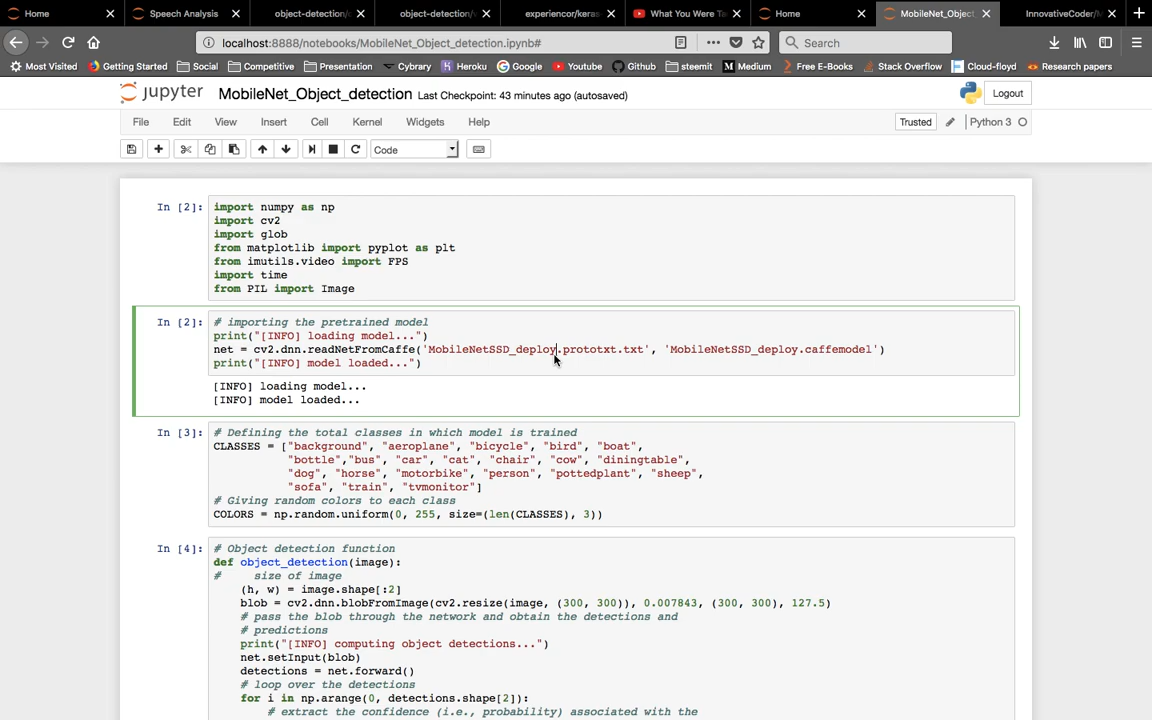 Home
Speech Analysis
object-detection/
object-detection/
experiencor/keras
What You Were Ta
Home
MobileNet_Object
InnovativeCoder/
localhost:8888/notebooks/MobileNet_Object_detection.ipynb#
Search
Most Visited
Getting Started
Social
Competitive
Presentation
Cybrary
Heroku
Google
Youtube
Github
steemit
Medium
Free E-Books
Stack Overflow
Cloud-floyd
Research papers
jupyter MobileNet_Object_detection Last Checkpoint: 43 minutes ago (autosaved)
Logout
File Edit View Insert Cell Kernel Widgets Help
Trusted
Python 3
Code
In [2]:
import numpy as np
import cv2
import glob
from matplotlib import pyplot as plt
from imutils.video import FPS
import time
from PIL import Image
In [2]:
# importing the pretrained model
print("[INFO] loading model...")
net = cv2.dnn.readNetFromCaffe('MobileNetSSD_deploy.prototxt.txt', 'MobileNetSSD_deploy.caffemodel')
print("[INFO] model loaded...")
[INFO] loading model...
[INFO] model loaded...
In [3]:
# Defining the total classes in which model is trained
CLASSES = ["background", "aeroplane", "bicycle", "bird", "boat",
"bottle","bus", "car", "cat", "chair", "cow", "diningtable",
"dog", "horse", "motorbike", "person", "pottedplant", "sheep",
"sofa", "train", "tvmonitor"]
# Giving random colors to each class
COLORS = np.random.uniform(0, 255, size=(len(CLASSES), 3))
In [4]:
# Object detection function
def object_detection(image):
# size of image
(h, w) = image.shape[:2]
blob = cv2.dnn.blobFromImage(cv2.resize(image, (300, 300)), 0.007843, (300, 300), 127.5)
# pass the blob through the network and obtain the detections and
# predictions
print("[INFO] computing object detections...")
net.setInput(blob)
detections = net.forward()
# loop over the detections
for i in np.arange(0, detections.shape[2]):
# extract the confidence (i.e., probability) associated with the